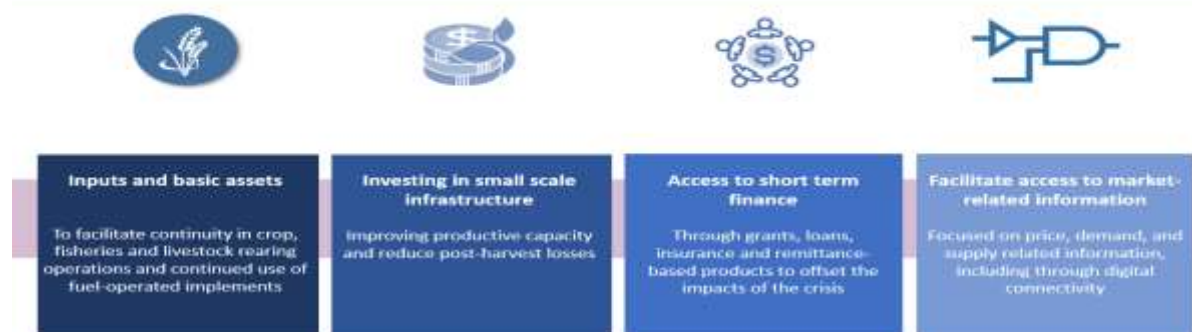 Inputs and basic assets
To facilitate continuity in crop,
fisheries and livestock rearing
operations and continued use of
fuel-operated implements
Investing in small scale
infrastructure
Improving productive capacity
and reduce post-harvest losses
Access to short term
finance
Through grants, loans,
insurance and remittance-
based products to offset the
impacts of the crisis
Facilitate access to market-
related information
Focused on price, demand, and
supply related information,
including through digital
connectivity